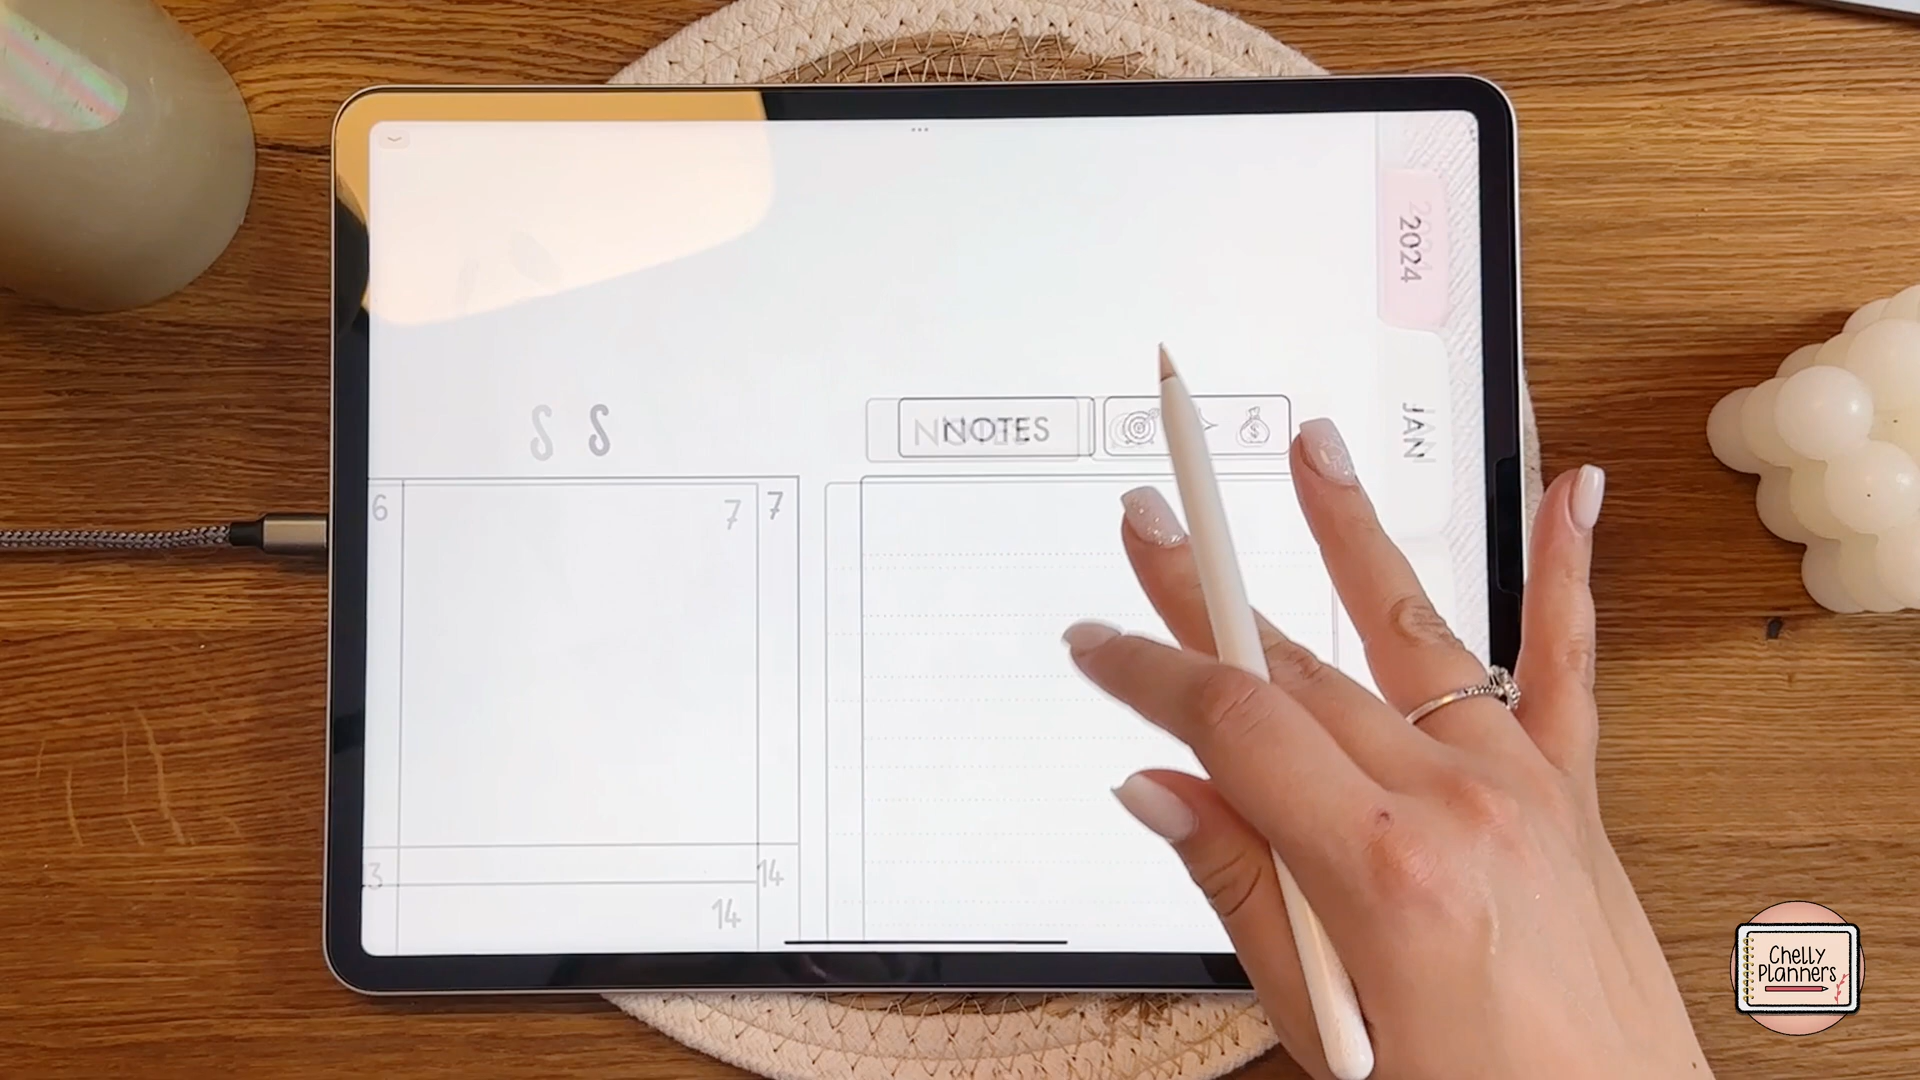 2024
JAN
S S
NOTES
$
6 7 7
3 14
14
Chelly
Planners